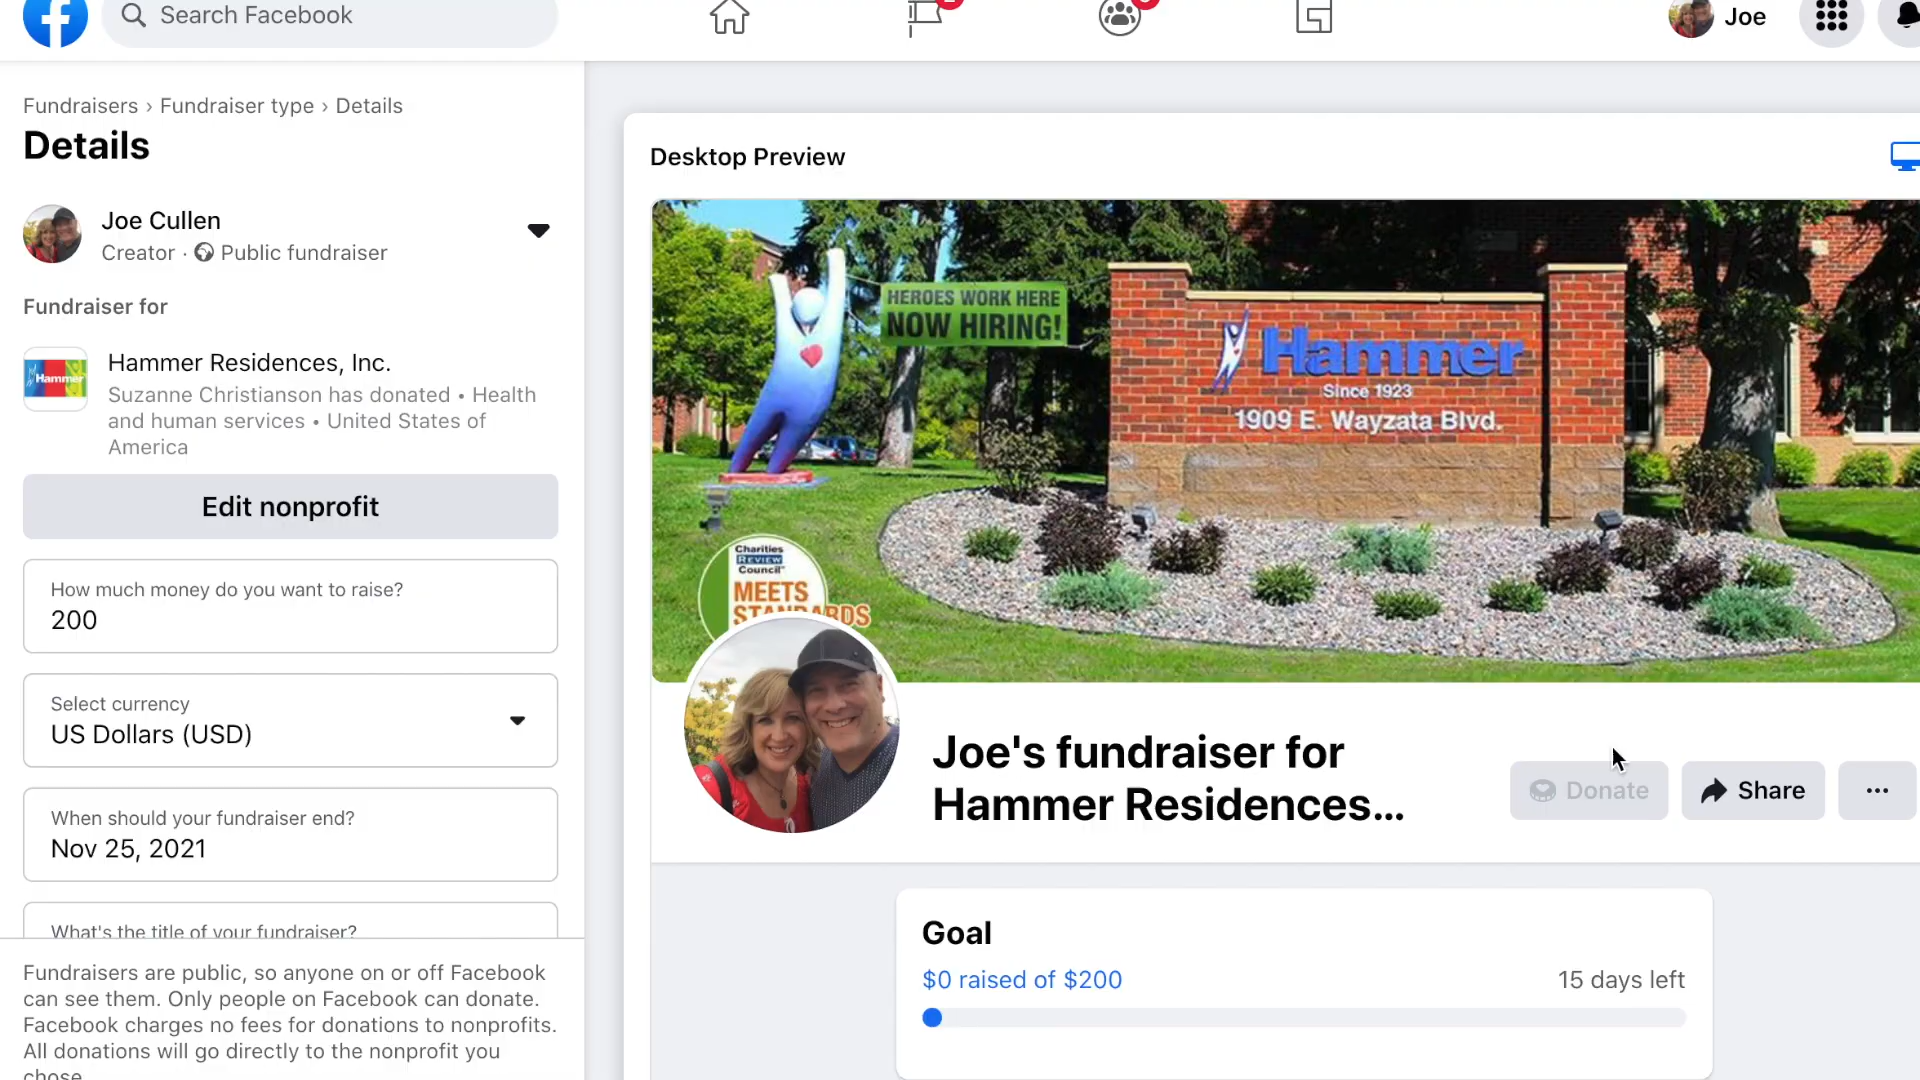 Search Facebook
Joe
Fundraisers › Fundraiser type › Details
Details
Joe Cullen
Creator · Public fundraiser
Fundraiser for
Hammer
Hammer Residences, Inc.
Suzanne Christianson has donated • Health
and human services • United States of
America
Edit nonprofit
How much money do you want to raise?
200
Select currency
US Dollars (USD)
When should your fundraiser end?
Nov 25, 2021
What's the title of your fundraiser?
Fundraisers are public, so anyone on or off Facebook
can see them. Only people on Facebook can donate.
Facebook charges no fees for donations to nonprofits.
All donations will go directly to the nonprofit you
chose.
Desktop Preview
HEROES WORK HERE
NOW HIRING!
Hammer
Since 1923
1909 E. Wayzata Blvd.
Charities
REVIEW
Council
MEETS
STANDARDS
Joe's fundraiser for
Hammer Residences...
Donate
Share
Goal
$0 raised of $200
15 days left